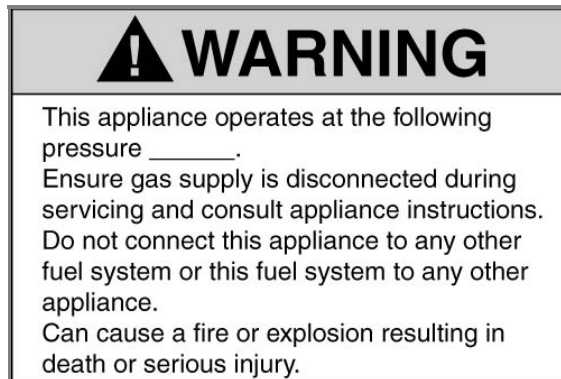 WARNING
This appliance operates at the following
pressure ______.
Ensure gas supply is disconnected during
servicing and consult appliance instructions.
Do not connect this appliance to any other
fuel system or this fuel system to any other
appliance.
Can cause a fire or explosion resulting in
death or serious injury.